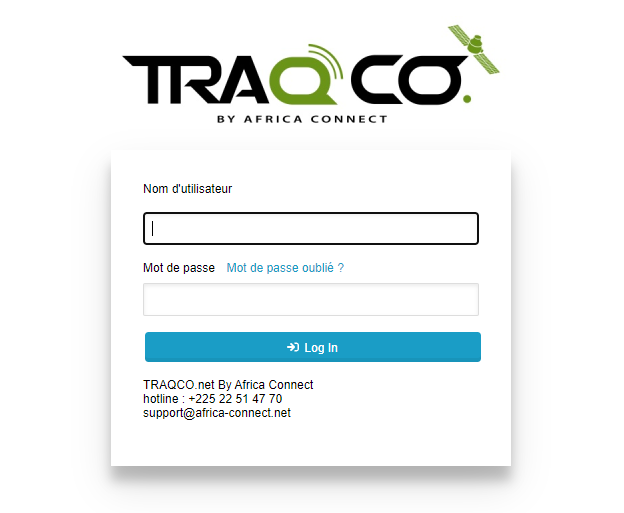 TRAQCO.
BY AFRICA CONNECT
Nom d'utilisateur
Mot de passe Mot de passe oublié ?
Log In
TRAQCO.net By Africa Connect
hotline : +225 22 51 47 70
support@africa-connect.net